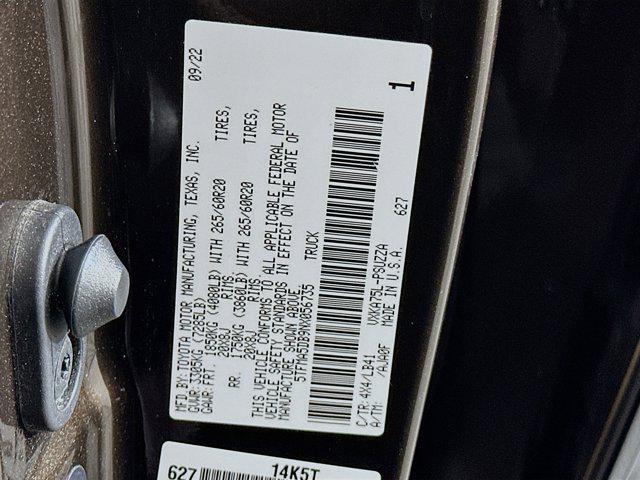 MFD. BY:
TOYOTA MOTOR MANUFACTURING, TEXAS, INC. 09/22
GVWR:3305KG (7285LB)
GAWR:FRT. 1850KG (4080LB) WITH 265/60R20 TIRES,
20x8J RIMS,
RR. 1750KG (3860LB) WITH 265/60R20 TIRES,
20x8J RIMS
THIS VEHICLE CONFORMS TO ALL APPLICABLE FEDERAL MOTOR
VEHICLE SAFETY STANDARDS IN EFFECT ON THE DATE OF
MANUFACTURE SHOWN ABOVE.
5TFMA5DB9NX056735 TRUCK
C/TR:4X4/LB41 VXKA75L-PSUZZA 627
A/TM: /AJA0F MADE IN U.S.A. 1
627 14K5T